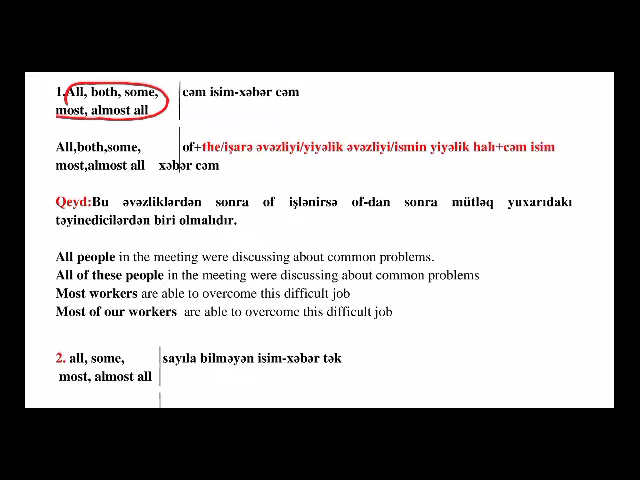 1.All, both, some, cəm isim-xəbər cəm
most, almost all
All,both,some, of+the/işarə əvəzliyi/yiyəlik əvəzliyi/ismin yiyəlik halı+cəm isim
most,almost all xəbər cəm
Qeyd:Bu əvəzliklərdən sonra of işlənirsə of-dan sonra mütləq yuxarıdakı
təyinedicilərdən biri olmalıdır.
All people in the meeting were discussing about common problems.
All of these people in the meeting were discussing about common problems
Most workers are able to overcome this difficult job
Most of our workers are able to overcome this difficult job
2. all, some, sayıla bilməyən isim-xəbər tək
most, almost all